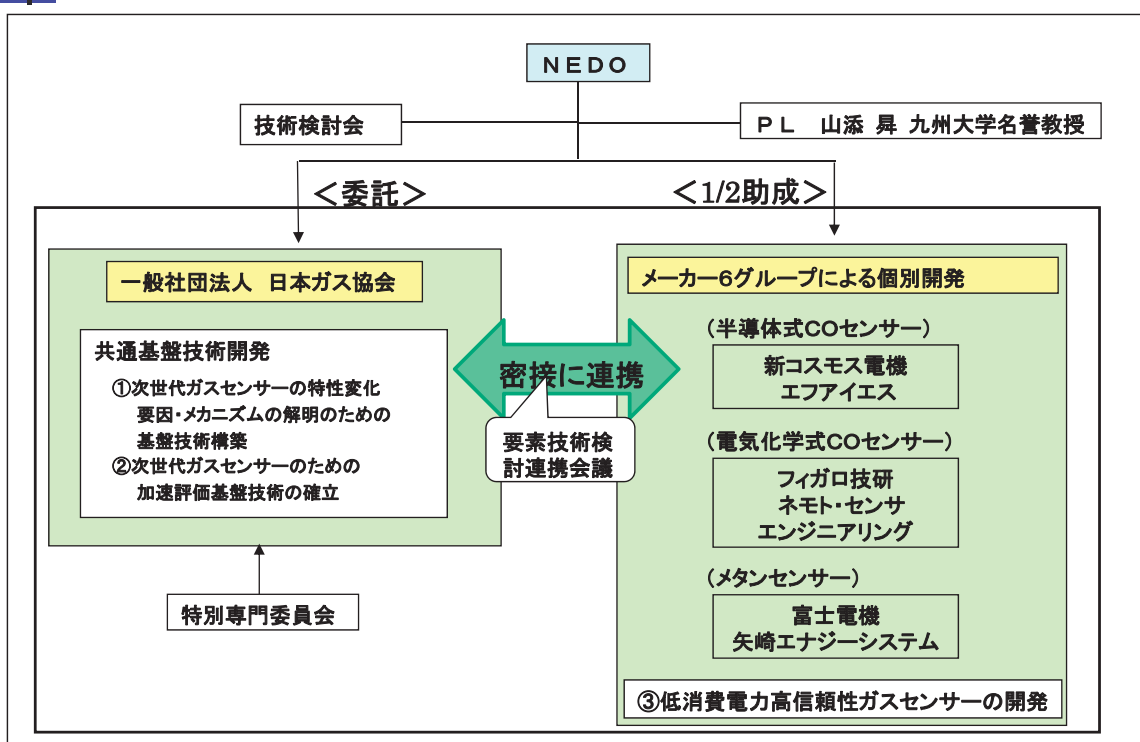 NEDO
技術検討会
PL 山添 昇 九州大学名誉教授
＜委託＞
＜1/2助成＞
一般社団法人 日本ガス協会
共通基盤技術開発
①次世代ガスセンサーの特性変化
要因・メカニズムの解明のための
基盤技術構築
②次世代ガスセンサーのための
加速評価基盤技術の確立
特別専門委員会
密接に連携
要素技術検
討連携会議
メーカー6グループによる個別開発
（半導体式COセンサー）
新コスモス電機
エフアイエス
（電気化学式COセンサー）
フィガロ技研
ネモト・センサ
エンジニアリング
（メタンセンサー）
富士電機
矢崎エナジーシステム
③低消費電力高信頼性ガスセンサーの開発